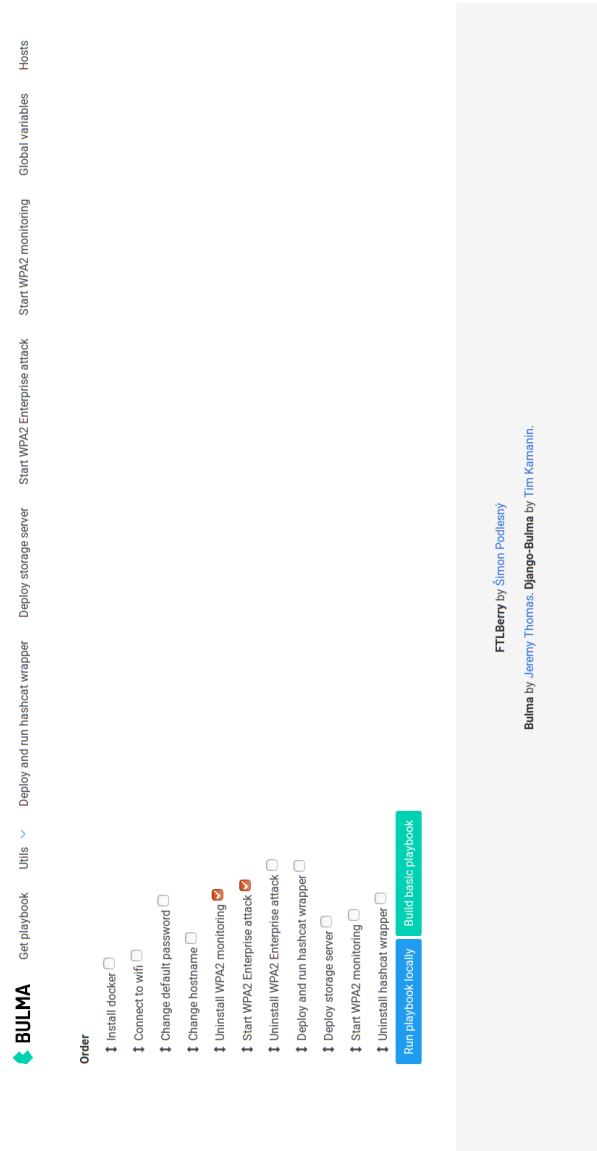 BULMA Get playbook Utils Deploy and run hashcat wrapper Deploy storage server Start WPA2 Enterprise attack Start WPA2 monitoring Global variables Hosts
Order
Install docker
Connect to wifi
Change default password
Change hostname
Uninstall WPA2 monitoring
Start WPA2 Enterprise attack
Uninstall WPA2 Enterprise attack
Deploy and run hashcat wrapper
Deploy storage server
Start WPA2 monitoring
Uninstall hashcat wrapper
Run playbook locally Build basic playbook
FTLBerry by Šimon Podlesný
Bulma by Jeremy Thomas. Django-Bulma by Tim Kamanin.